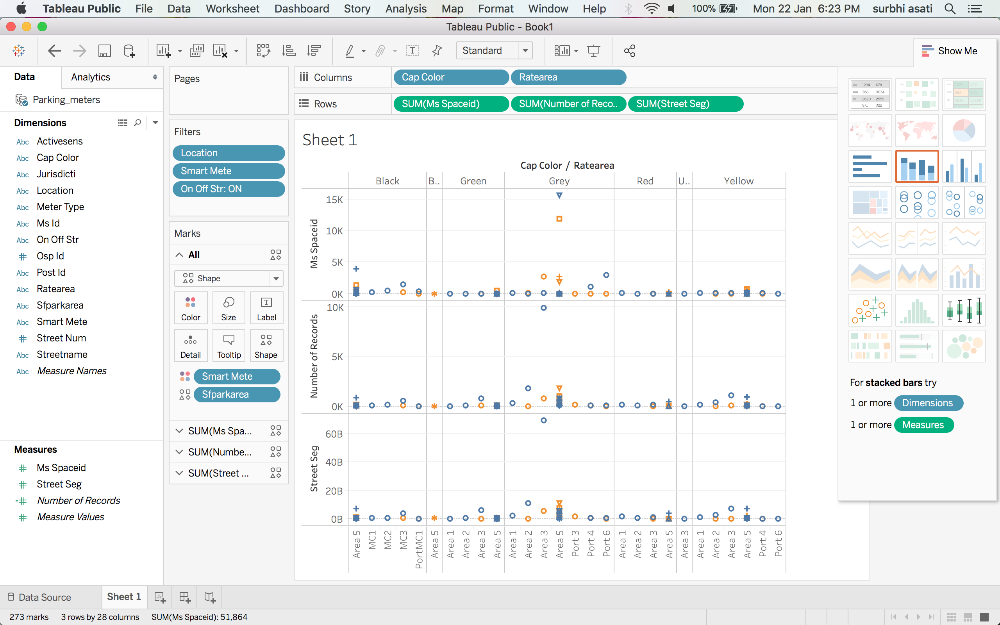 Tableau Public File Data Worksheet Dashboard Story Analysis Map Format Window Help 100% Mon 22 Jan 6:23 PM surbhi asati
Tableau Public - Book1
Standard
Show Me
Data Analytics
Parking_meters
Dimensions
Abc Activesens
Abc Cap Color
Abc Jurisdicti
Abc Location
Abc Meter Type
Abc Ms Id
Abc On Off Str
Osp Id
Abc Post Id
Abc Ratearea
Abc Sfparkarea
Abc Smart Mete
Street Num
Abc Streetname
Abc Measure Names
Measures
Ms Spaceid
Street Seg
Number of Records
Measure Values
Pages
Filters
Location
Smart Mete
On Off Str: ON
Marks
All
Shape
Color Size Label
Detail Tooltip Shape
Smart Mete
Sfparkarea
SUM(Ms Spa...
SUM(Numbe...
SUM(Street ...
Columns Cap Color Ratearea
Rows SUM(Ms Spaceid) SUM(Number of Reco.. SUM(Street Seg)
Sheet 1
Cap Color / Ratearea
Black B.. Green Grey Red U.. Yellow
Ms Spaceid
15K
10K
5K
0K
Number of Records
10K
5K
0K
Street Seg
60B
40B
20B
0B
Area 5 MC1 MC2 MC3 PortMC1 Area 5 Area 1 Area 2 Area 3 Area 5 Area 1 Area 2 Area 3 Area 5 Port 3 Port 4 Port 6 Area 1 Area 2 Area 3 Area 5 Area 3 Area 1 Area 2 Area 3 Area 5 Port 4 Port 6
1234 678
368 3034
2620 2559
971 322
1234 546
368 340
2620 53890
For stacked bars try
1 or more Dimensions
1 or more Measures
Data Source Sheet 1
273 marks 3 rows by 28 columns SUM(Ms Spaceid): 51,864